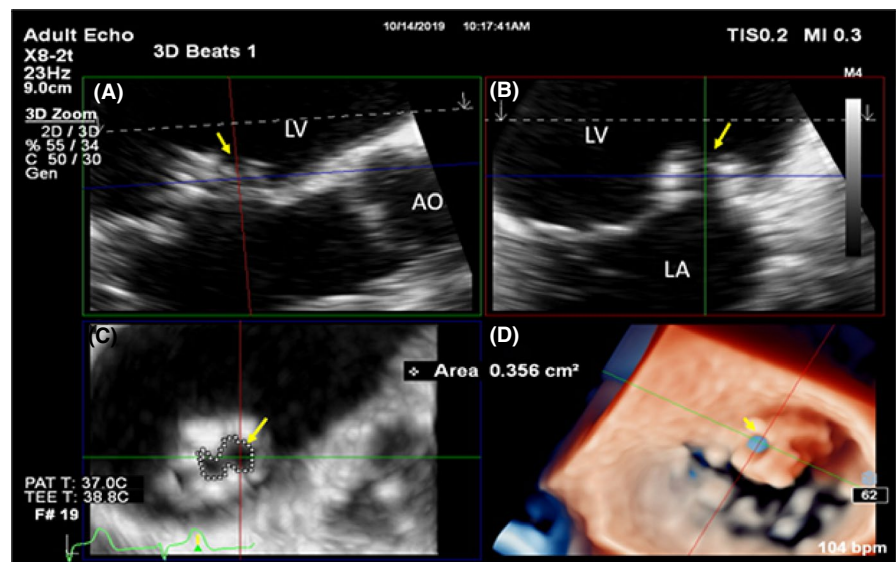 10/14/2019 10:17:41AM
Adult Echo
TIS0.2 MI 0.3
X8-2t
3D Beats 1
23Hz
9.0cm
M4
(A)
(B)
3D Zoom
2D / 3D
% 55 / 34
C 50 / 30
Gen
LV
LV
AO
LA
(C)
(D)
Area 0.356 cm²
PAT T: 37.0C
TEE T: 38.8C
62
F# 19
104 bpm